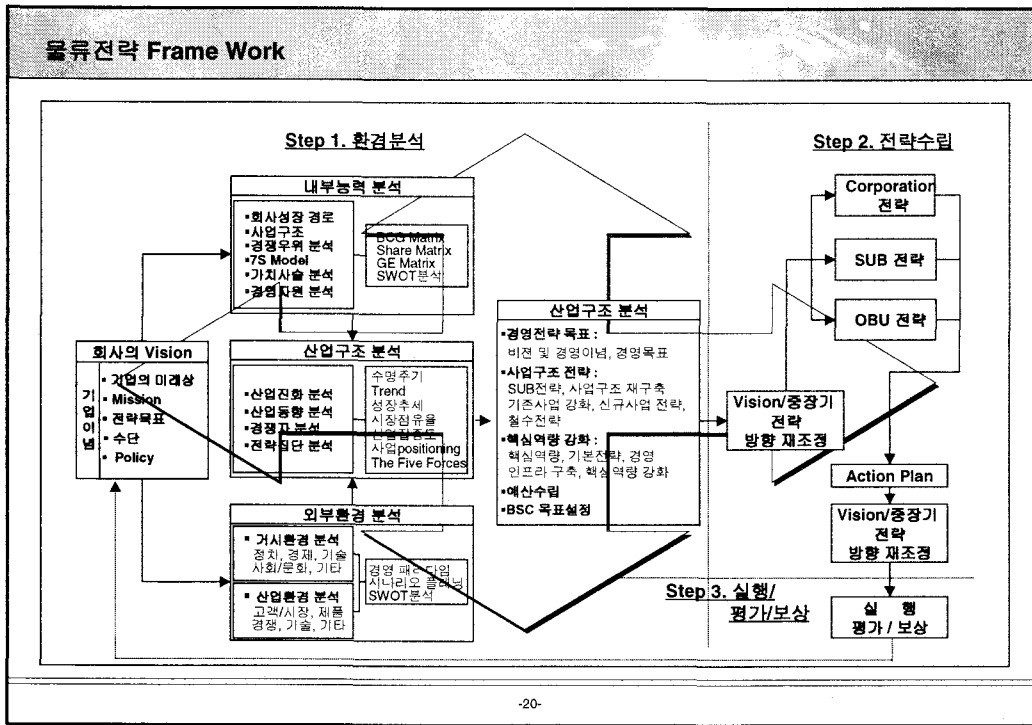 물류전략 Frame Work
Step 1. 환경분석
내부능력 분석
▪회사성장 경로
▪사업구조
▪경쟁우위 분석
▪7S Model
▪가치사슬 분석
▪경영자원 분석
BCG Matrix
Share Matrix
GE Matrix
SWOT분석
회사의 Vision
기업이념
▪ 기업의 미래상
▪ Mission
▪ 전략목표
▪ 수단
▪ Policy
산업구조 분석
▪산업진화 분석
▪산업동향 분석
▪경쟁자 분석
▪전략집단 분석
수명주기
Trend
성장추세
시장점유율
산업집중도
사업positioning
The Five Forces
외부환경 분석
▪ 거시환경 분석
정치, 경제, 기술
사회/문화, 기타
▪ 산업환경 분석
고객/시장, 제품
경쟁, 기술, 기타
경영 패러다임
시나리오 플래닝
SWOT분석
산업구조 분석
▪경영전략 목표 :
비젼 및 경영이념, 경영목표
▪사업구조 전략 :
SUB전략, 사업구조 재구축
기존사업 강화, 신규사업 전략,
철수전략
▪핵심역량 강화 :
핵심역량, 기본전략, 경영
인프라 구축, 핵심역량 강화
▪예산수립
▪BSC 목표설정
Step 2. 전략수립
Corporation
전략
SUB 전략
OBU 전략
Vision/중장기
전략
방향 재조정
Action Plan
Vision/중장기
전략
방향 재조정
Step 3. 실행/
평가/보상
실 행
평가 / 보상
-20-